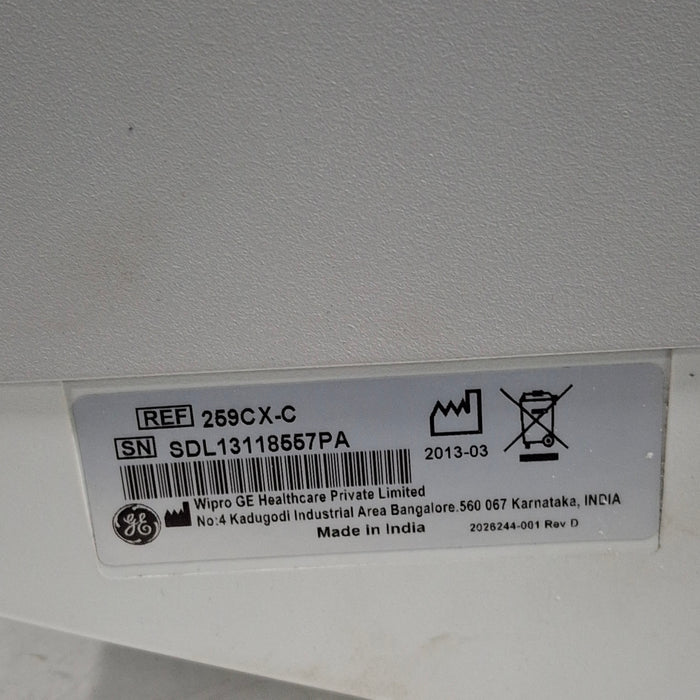 REF 259CX-C
SN SDL13118557PA
2013-03
GE
Wipro GE Healthcare Private Limited
No:4 Kadugodi Industrial Area Bangalore.560 067 Karnataka, INDIA
Made in India
2026244-001 Rev D